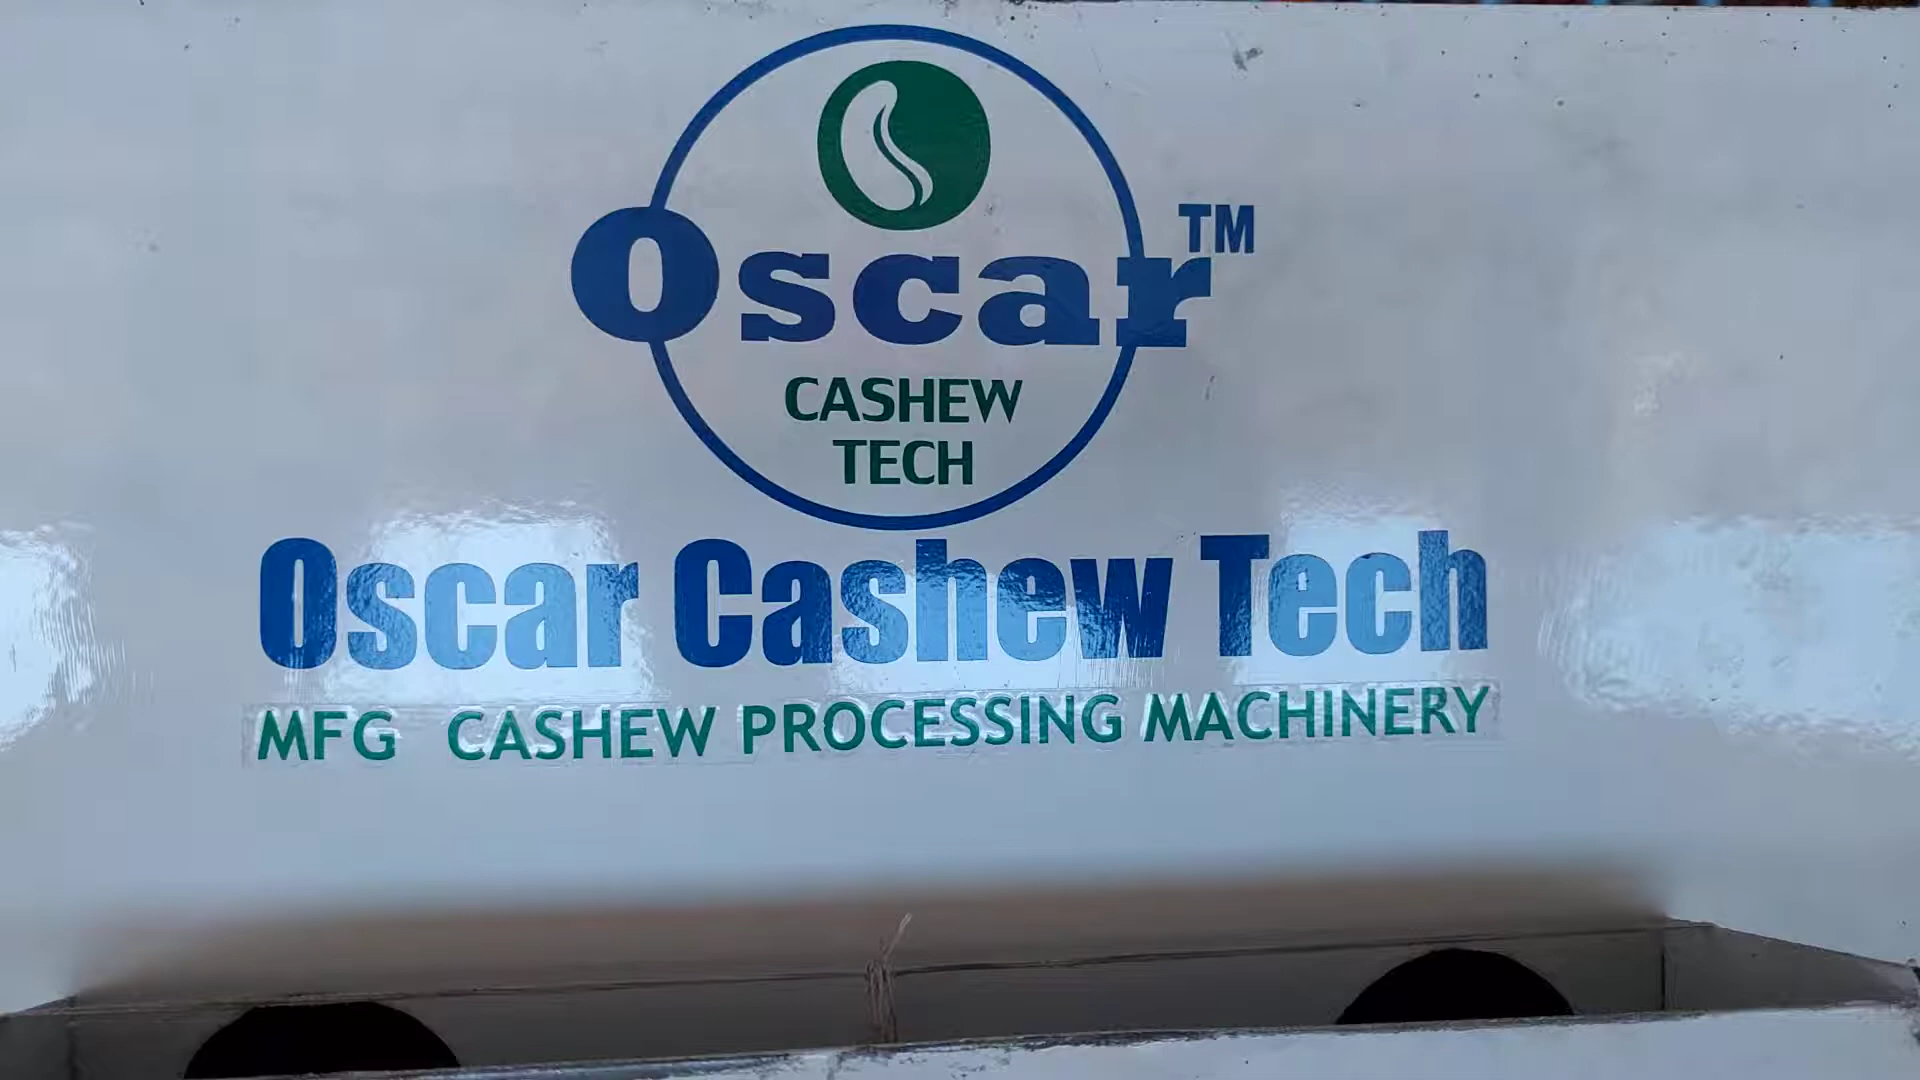 Oscar™
CASHEW
TECH
Oscar Cashew Tech
MFG CASHEW PROCESSING MACHINERY